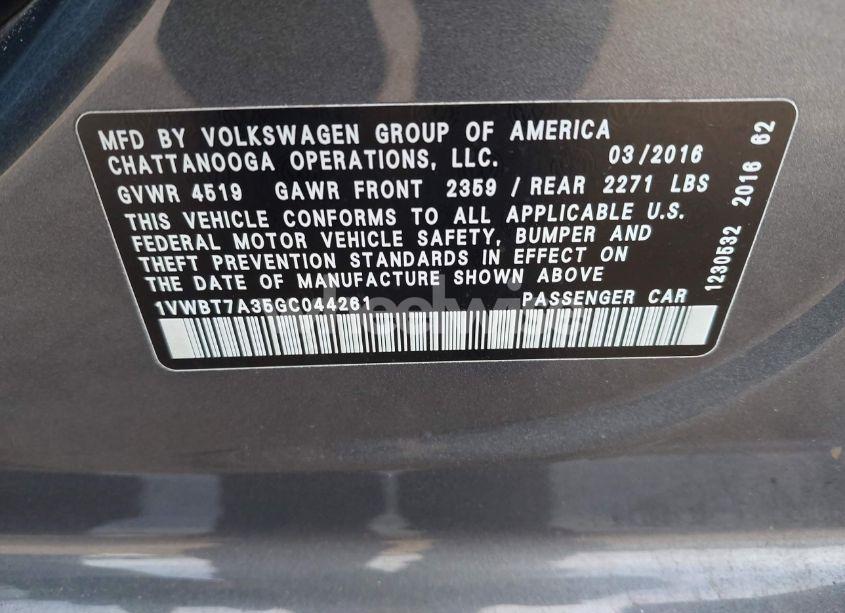 MFD BY VOLKSWAGEN GROUP OF AMERICA
CHATTANOOGA OPERATIONS, LLC. 03/2016
GVWR 4519 GAWR FRONT 2359 / REAR 2271 LBS
THIS VEHICLE CONFORMS TO ALL APPLICABLE U.S.
FEDERAL MOTOR VEHICLE SAFETY, BUMPER AND
THEFT PREVENTION STANDARDS IN EFFECT ON
THE DATE OF MANUFACTURE SHOWN ABOVE
1VWBT7A35GC044261 PASSENGER CAR
1230532 2016 62